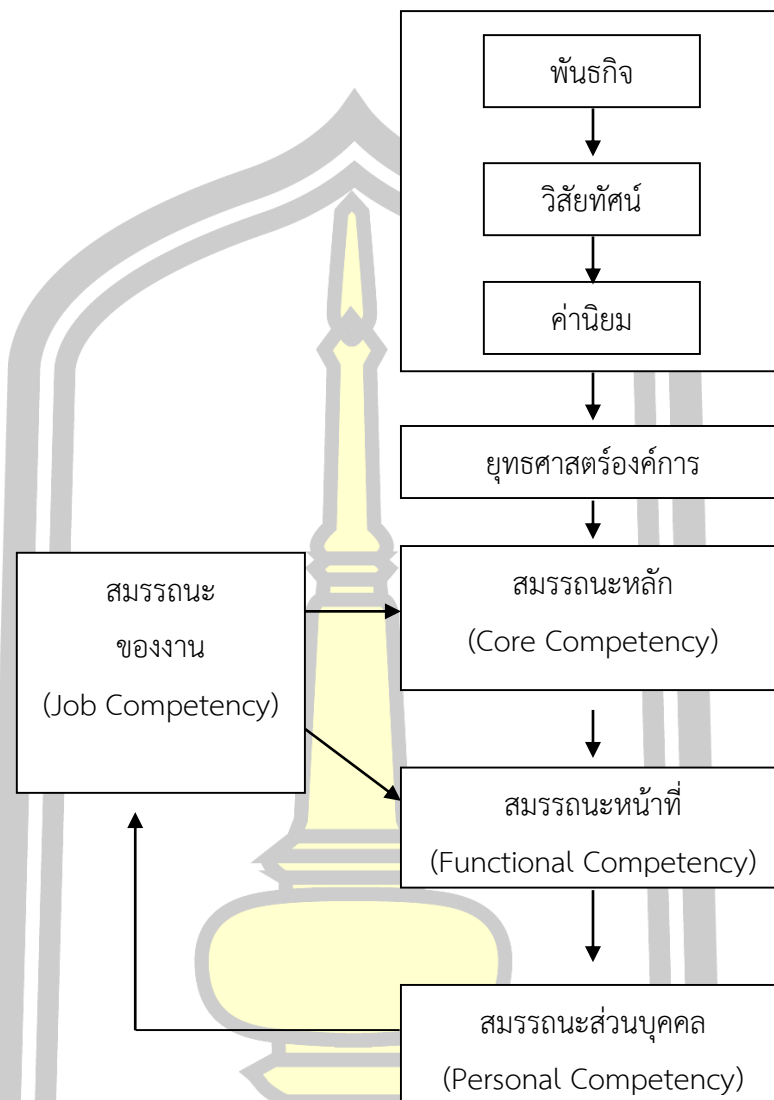 พันธกิจ
วิสัยทัศน์
ค่านิยม
ยุทธศาสตร์องค์การ
สมรรถนะ
ของงาน
(Job Competency)
สมรรถนะหลัก
(Core Competency)
สมรรถนะหน้าที่
(Functional Competency)
สมรรถนะส่วนบุคคล
(Personal Competency)